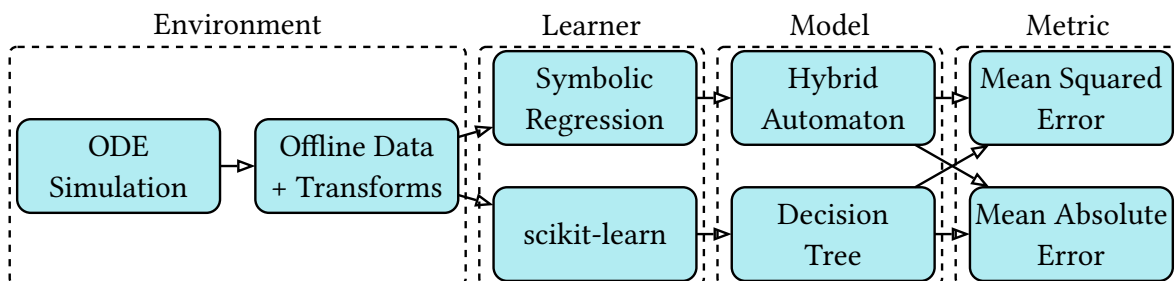 Environment
Learner
Model
Metric
ODE
Simulation
Offline Data
+ Transforms
Symbolic
Regression
scikit-learn
Hybrid
Automaton
Decision
Tree
Mean Squared
Error
Mean Absolute
Error